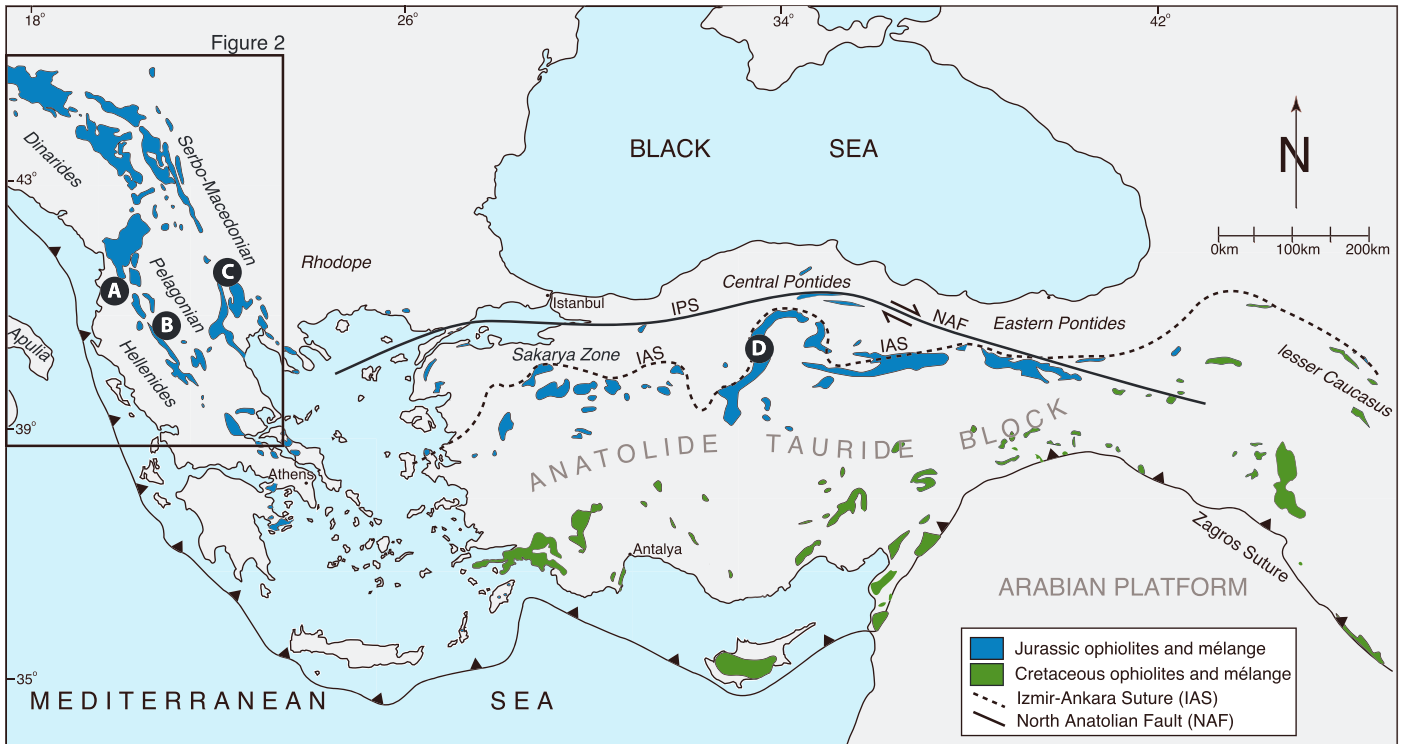 18°
26°
34°
42°
Figure 2
Dinarides
Serbo-Macedonian
BLACK SEA
N
43°
0km 100km 200km
Rhodope
Pelagonian
C
A
B
Central Pontides
Istanbul
IPS
NAF
Eastern Pontides
Apulia
Hellenides
Sakarya Zone
IAS
D
IAS
lesser Caucasus
39°
ANATOLIDE TAURIDE BLOCK
Athens
Antalya
Zagros Suture
ARABIAN PLATFORM
35°
MEDITERRANEAN SEA
Jurassic ophiolites and mélange
Cretaceous ophiolites and mélange
Izmir-Ankara Suture (IAS)
North Anatolian Fault (NAF)